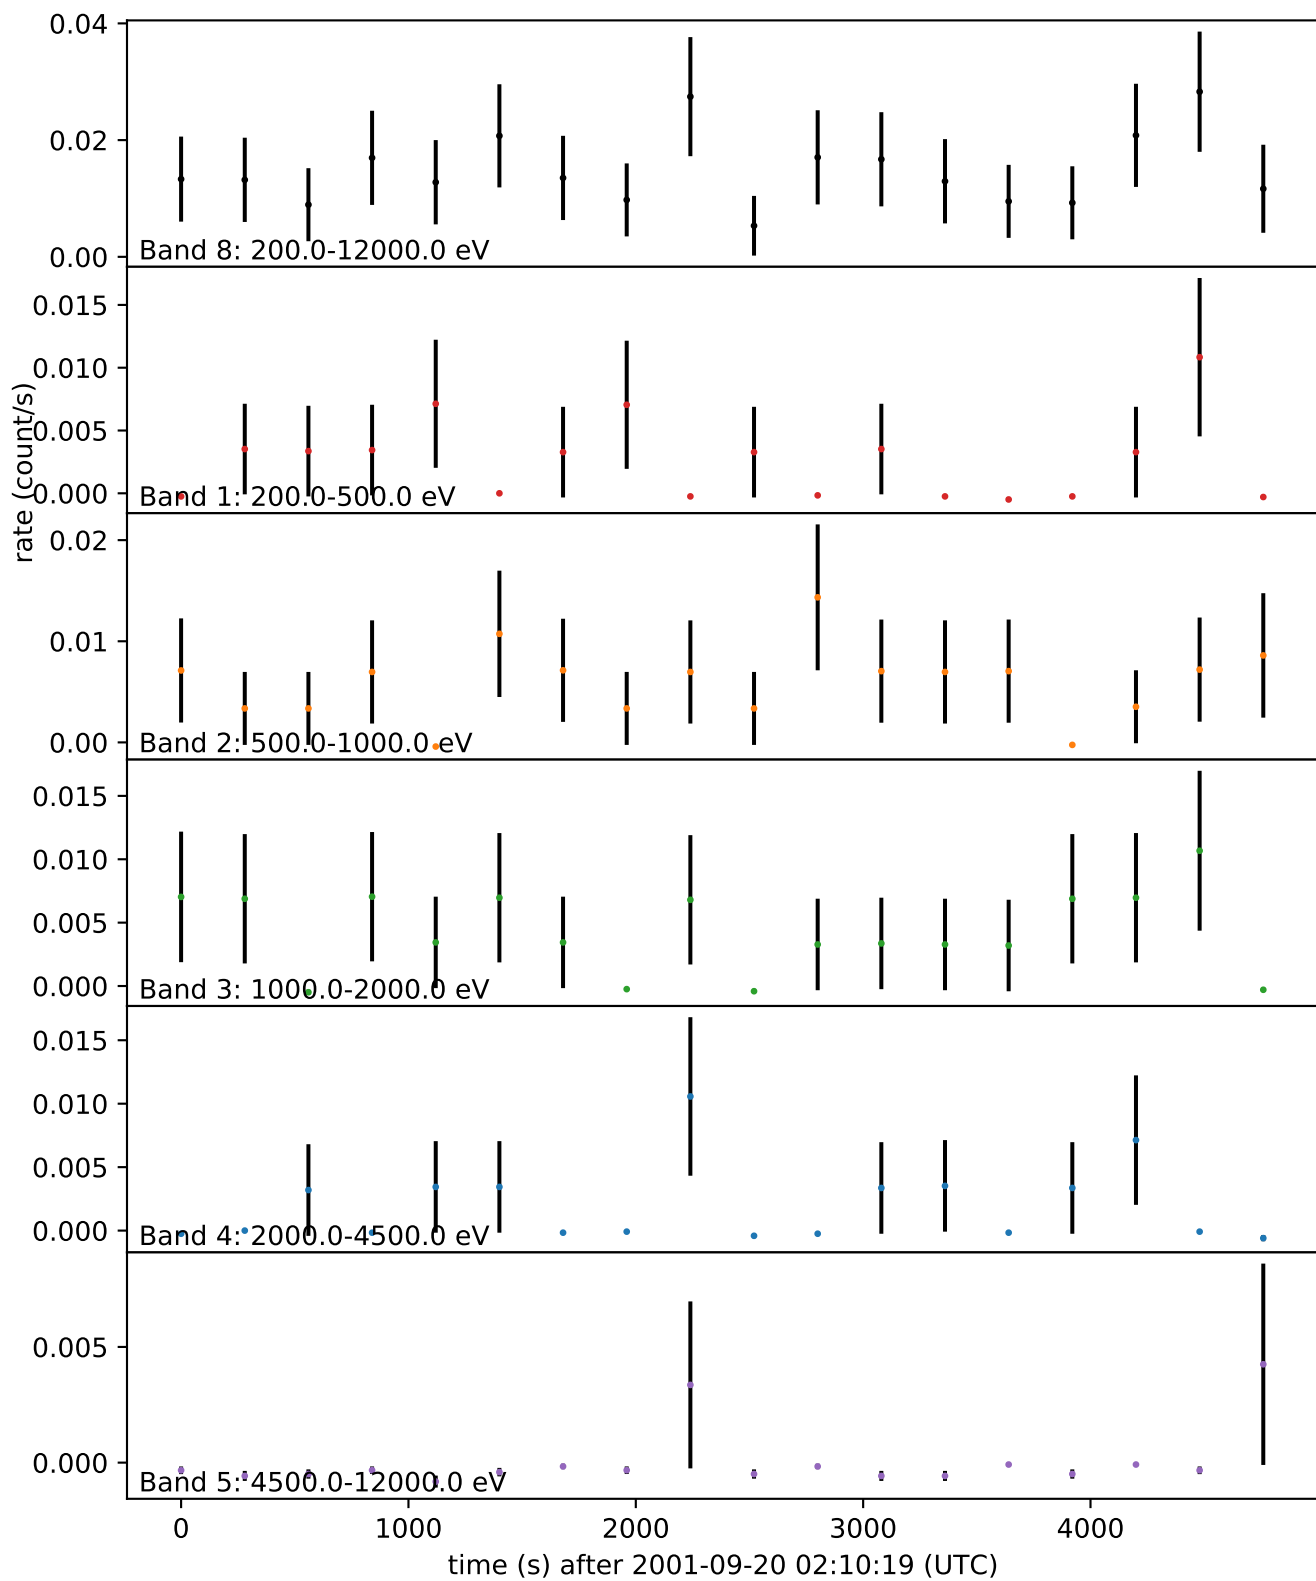 0.04
0.02
0.00
Band 8: 200.0-12000.0 eV
0.015
0.010
0.005
0.000
Band 1: 200.0-500.0 eV
rate (count/s)
0.02
0.01
0.00
Band 2: 500.0-1000.0 eV
0.015
0.010
0.005
0.000
Band 3: 1000.0-2000.0 eV
0.015
0.010
0.005
0.000
Band 4: 2000.0-4500.0 eV
0.005
0.000
Band 5: 4500.0-12000.0 eV
0 1000 2000 3000 4000
time (s) after 2001-09-20 02:10:19 (UTC)